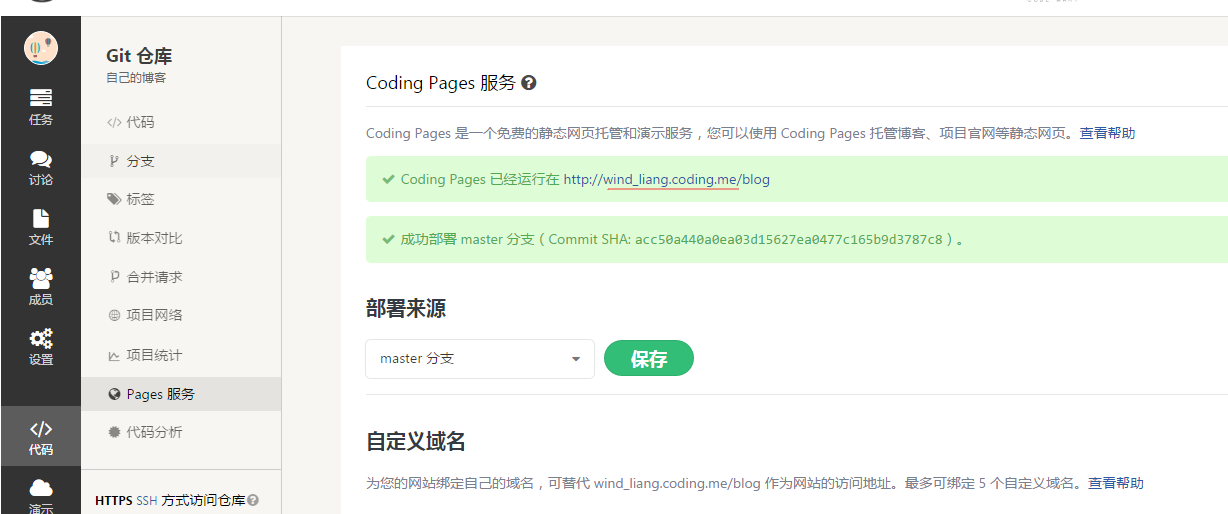 任务
讨论
文件
成员
设置
代码
演示
Git 仓库
自己的博客
代码
分支
标签
版本对比
合并请求
项目网络
项目统计
Pages 服务
代码分析
HTTPS SSH 方式访问仓库
Coding Pages 服务
Coding Pages 是一个免费的静态网页托管和演示服务，您可以使用 Coding Pages 托管博客、项目官网等静态网页。查看帮助
Coding Pages 已经运行在 http://wind_liang.coding.me/blog
成功部署 master 分支（Commit SHA: acc50a440a0ea03d15627ea0477c165b9d3787c8）。
部署来源
master 分支
保存
自定义域名
为您的网站绑定自己的域名，可替代 wind_liang.coding.me/blog 作为网站的访问地址。最多可绑定 5 个自定义域名。查看帮助